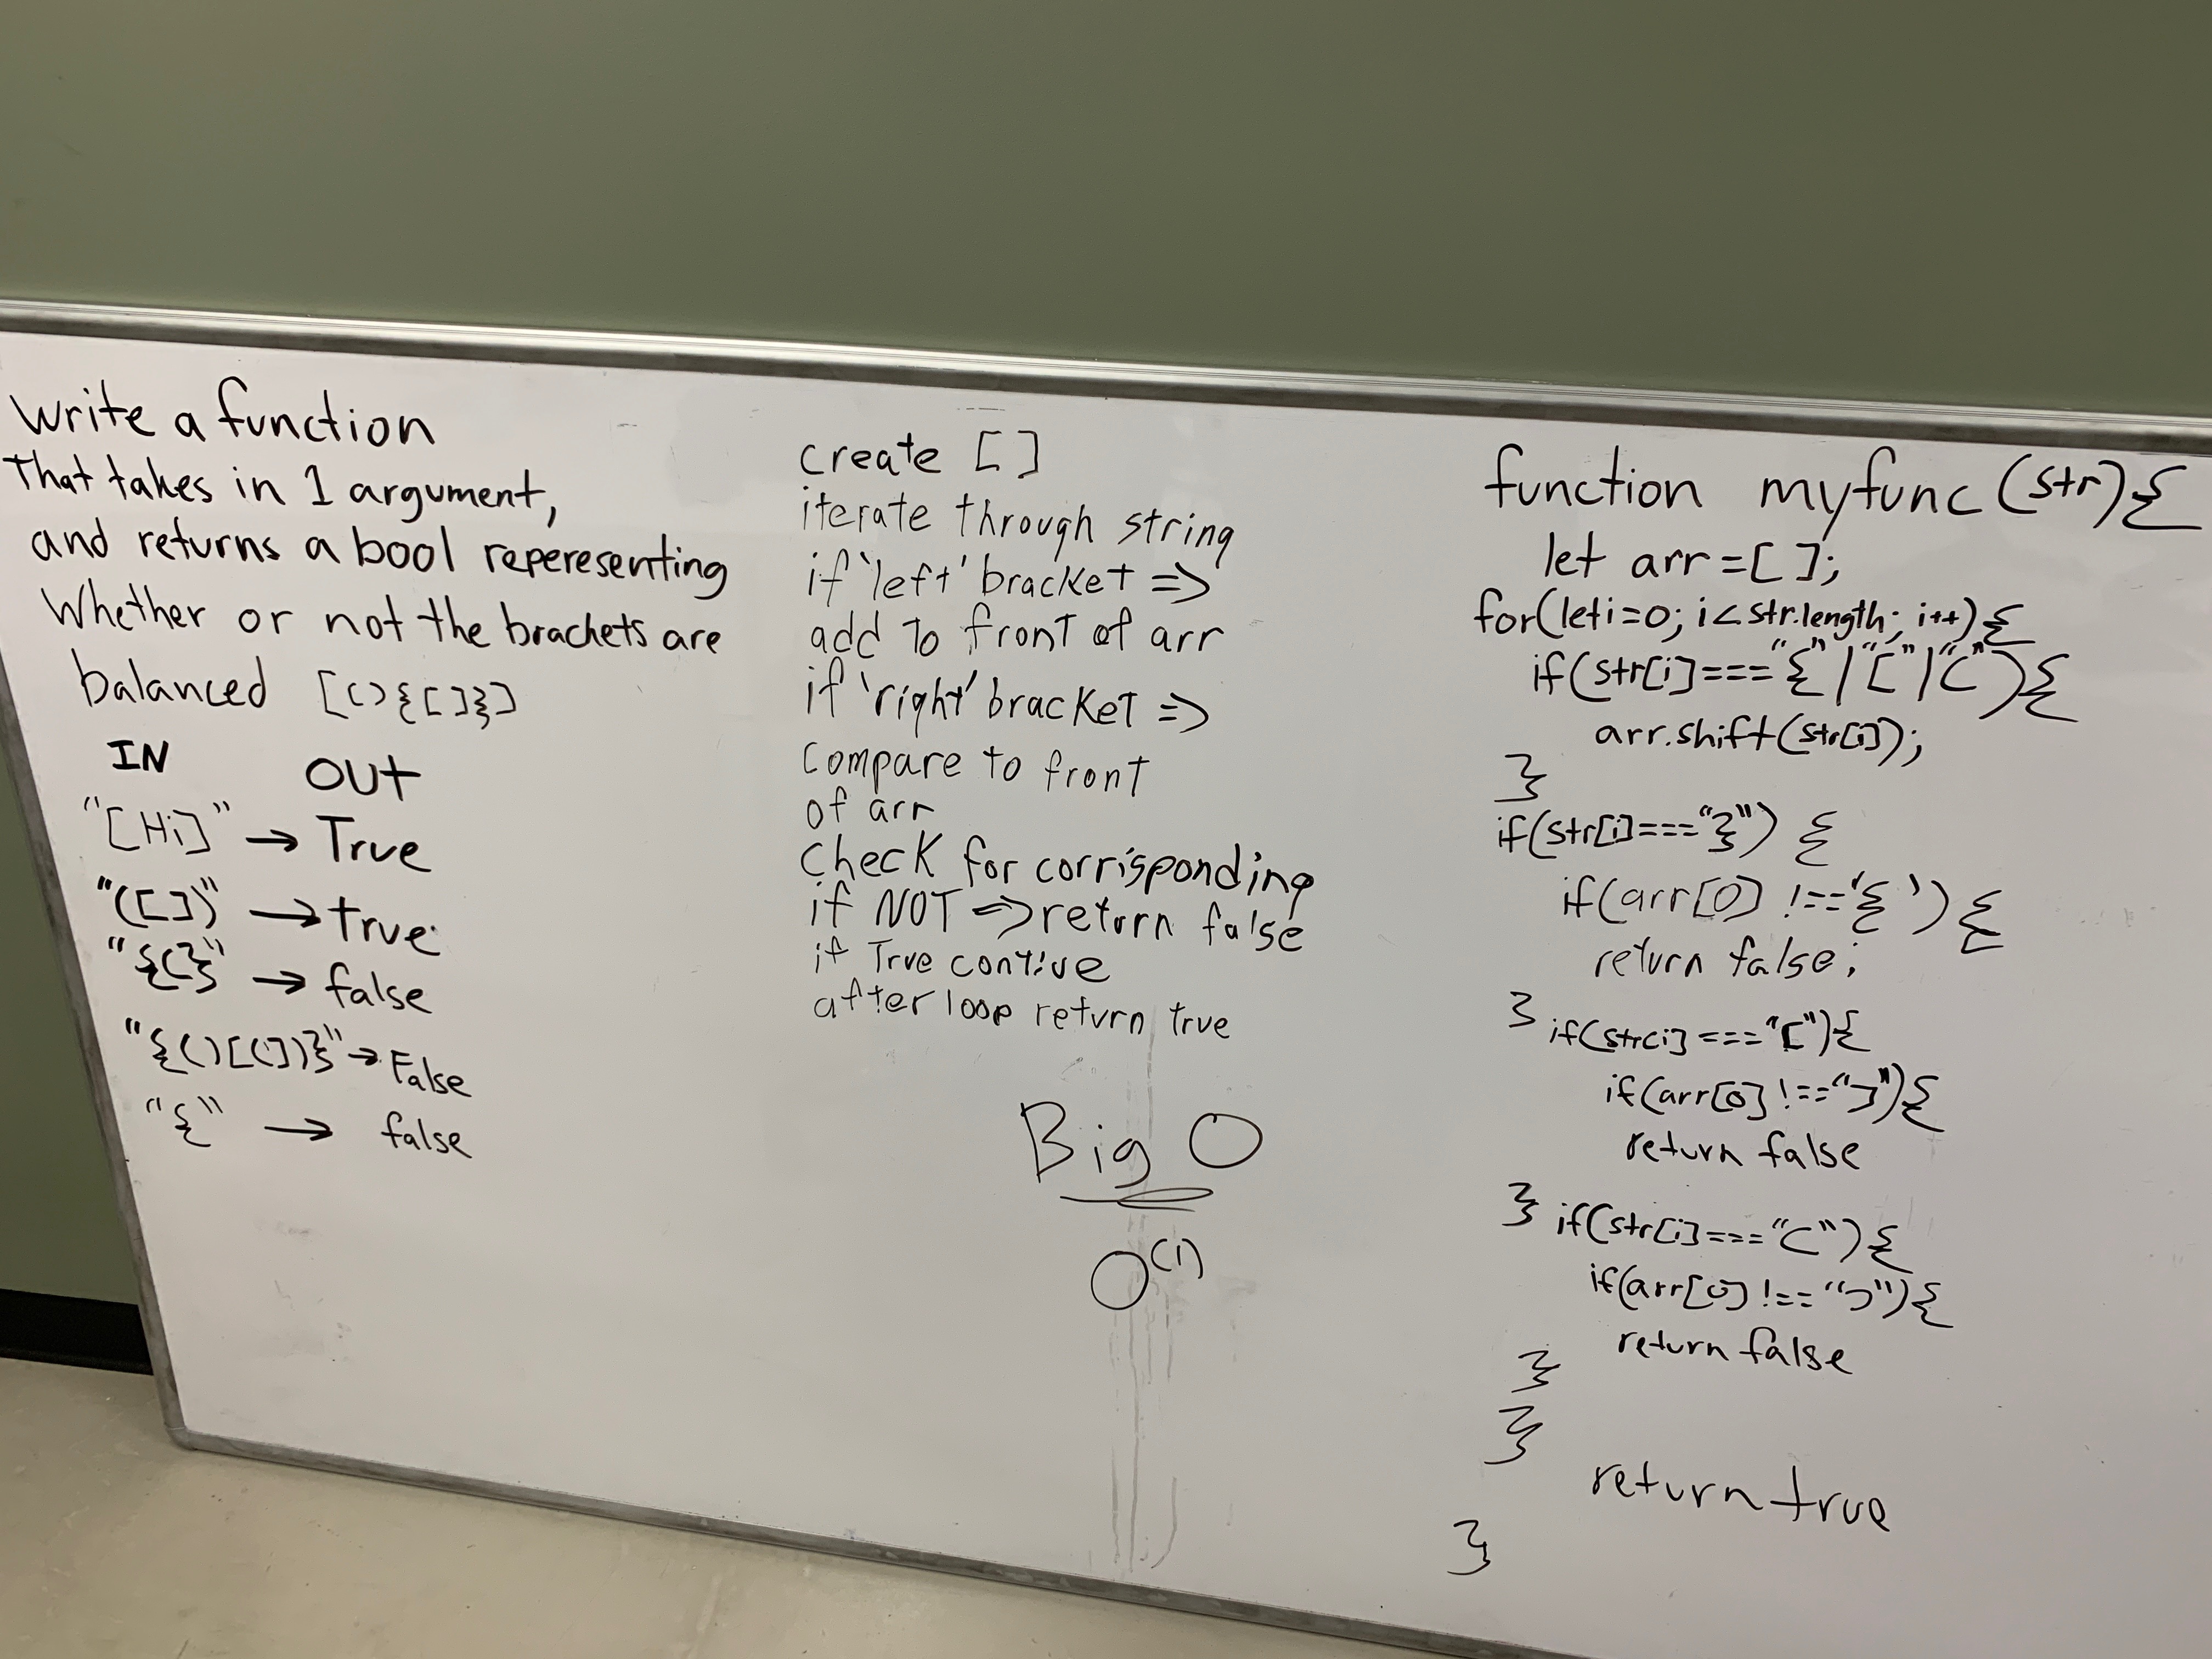 Write a function
That takes in 1 argument,
and returns a bool reperesenting
Whether or not the brackets are
balanced [(){[]}]
IN OUT
"[Hi]" → True
"([])" → true
"{(}" → false
"{()[(])}" → False
"{" → false
create []
iterate through string
if 'left' bracket =>
add To front of arr
if 'right' bracket =>
Compare to front
of arr
Check for corrisponding
if NOT => return false
if True contive
after loop return true
Big O
O(1)
function myfunc(str){
let arr=[];
for(let i=0; i<str.length; i++){
if(str[i]==="{"|"["|"("){
arr.shift(str[i]);
}
if(str[i]==="}") {
if(arr[0] !=='{'){
return false;
} if(str[i] === "["){
if(arr[0] !== "]"){
return false
} if(str[i] === "("){
if(arr[0] !== ")"){
return false
}
}
return true
}